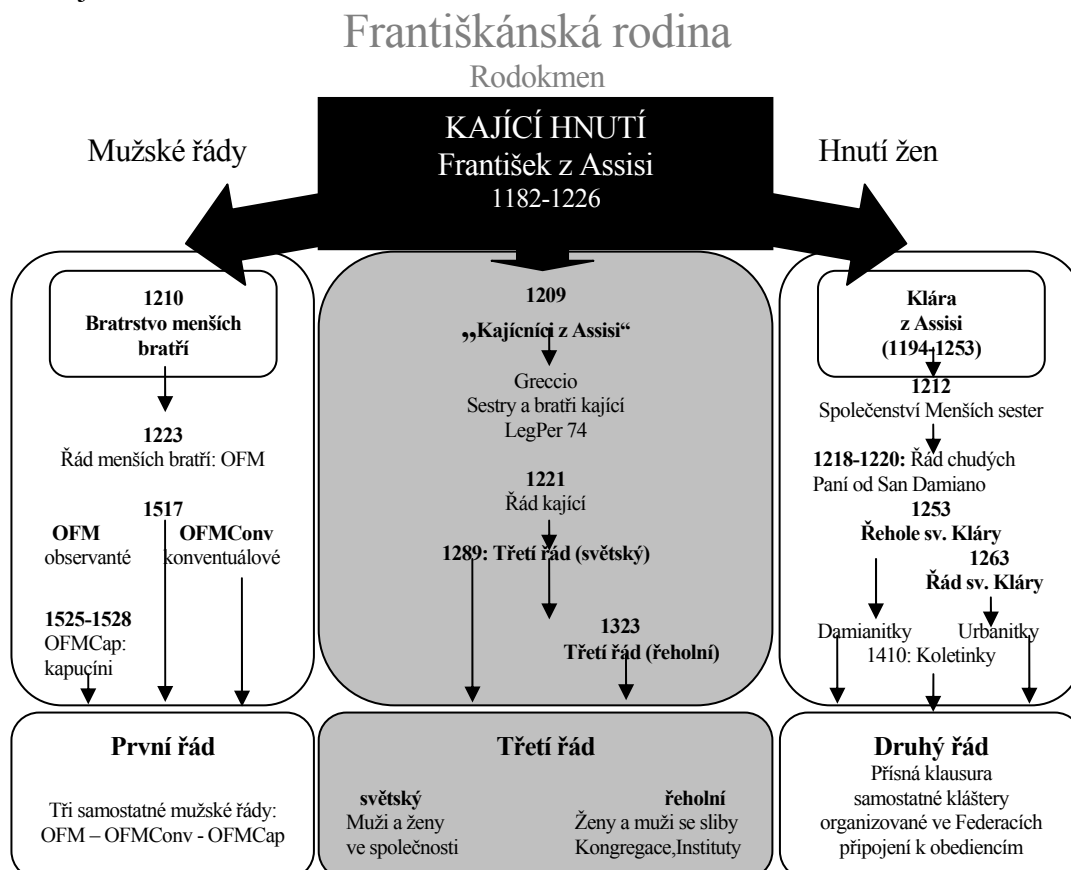 Františkánská rodina
Rodokmen
KAJÍCÍ HNUTÍ
František z Assisi
1182-1226
Mužské řády
Hnutí žen
1210
Bratrstvo menších
bratří
1223
Řád menších bratří: OFM
1517
OFM
observanté
OFMConv
konventuálové
1525-1528
OFMCap:
kapucíni
1209
„Kajícníci z Assisi“
Greccio
Sestry a bratři kající
LegPer 74
1221
Řád kající
1289: Třetí řád (světský)
1323
Třetí řád (řeholní)
Klára
z Assisi
(1194-1253)
1212
Společenství Menších sester
1218-1220: Řád chudých
Paní od San Damiano
1253
Řehole sv. Kláry
1263
Řád sv. Kláry
Damianitky
Urbanitky
1410: Koletinky
První řád
Tři samostatné mužské řády:
OFM – OFMConv - OFMCap
Třetí řád
světský
Muži a ženy
ve společnosti
řeholní
Ženy a muži se sliby
Kongregace,Instituty
Druhý řád
Přísná klausura
samostatné kláštery
organizované ve Federacích
připojení k obediencím